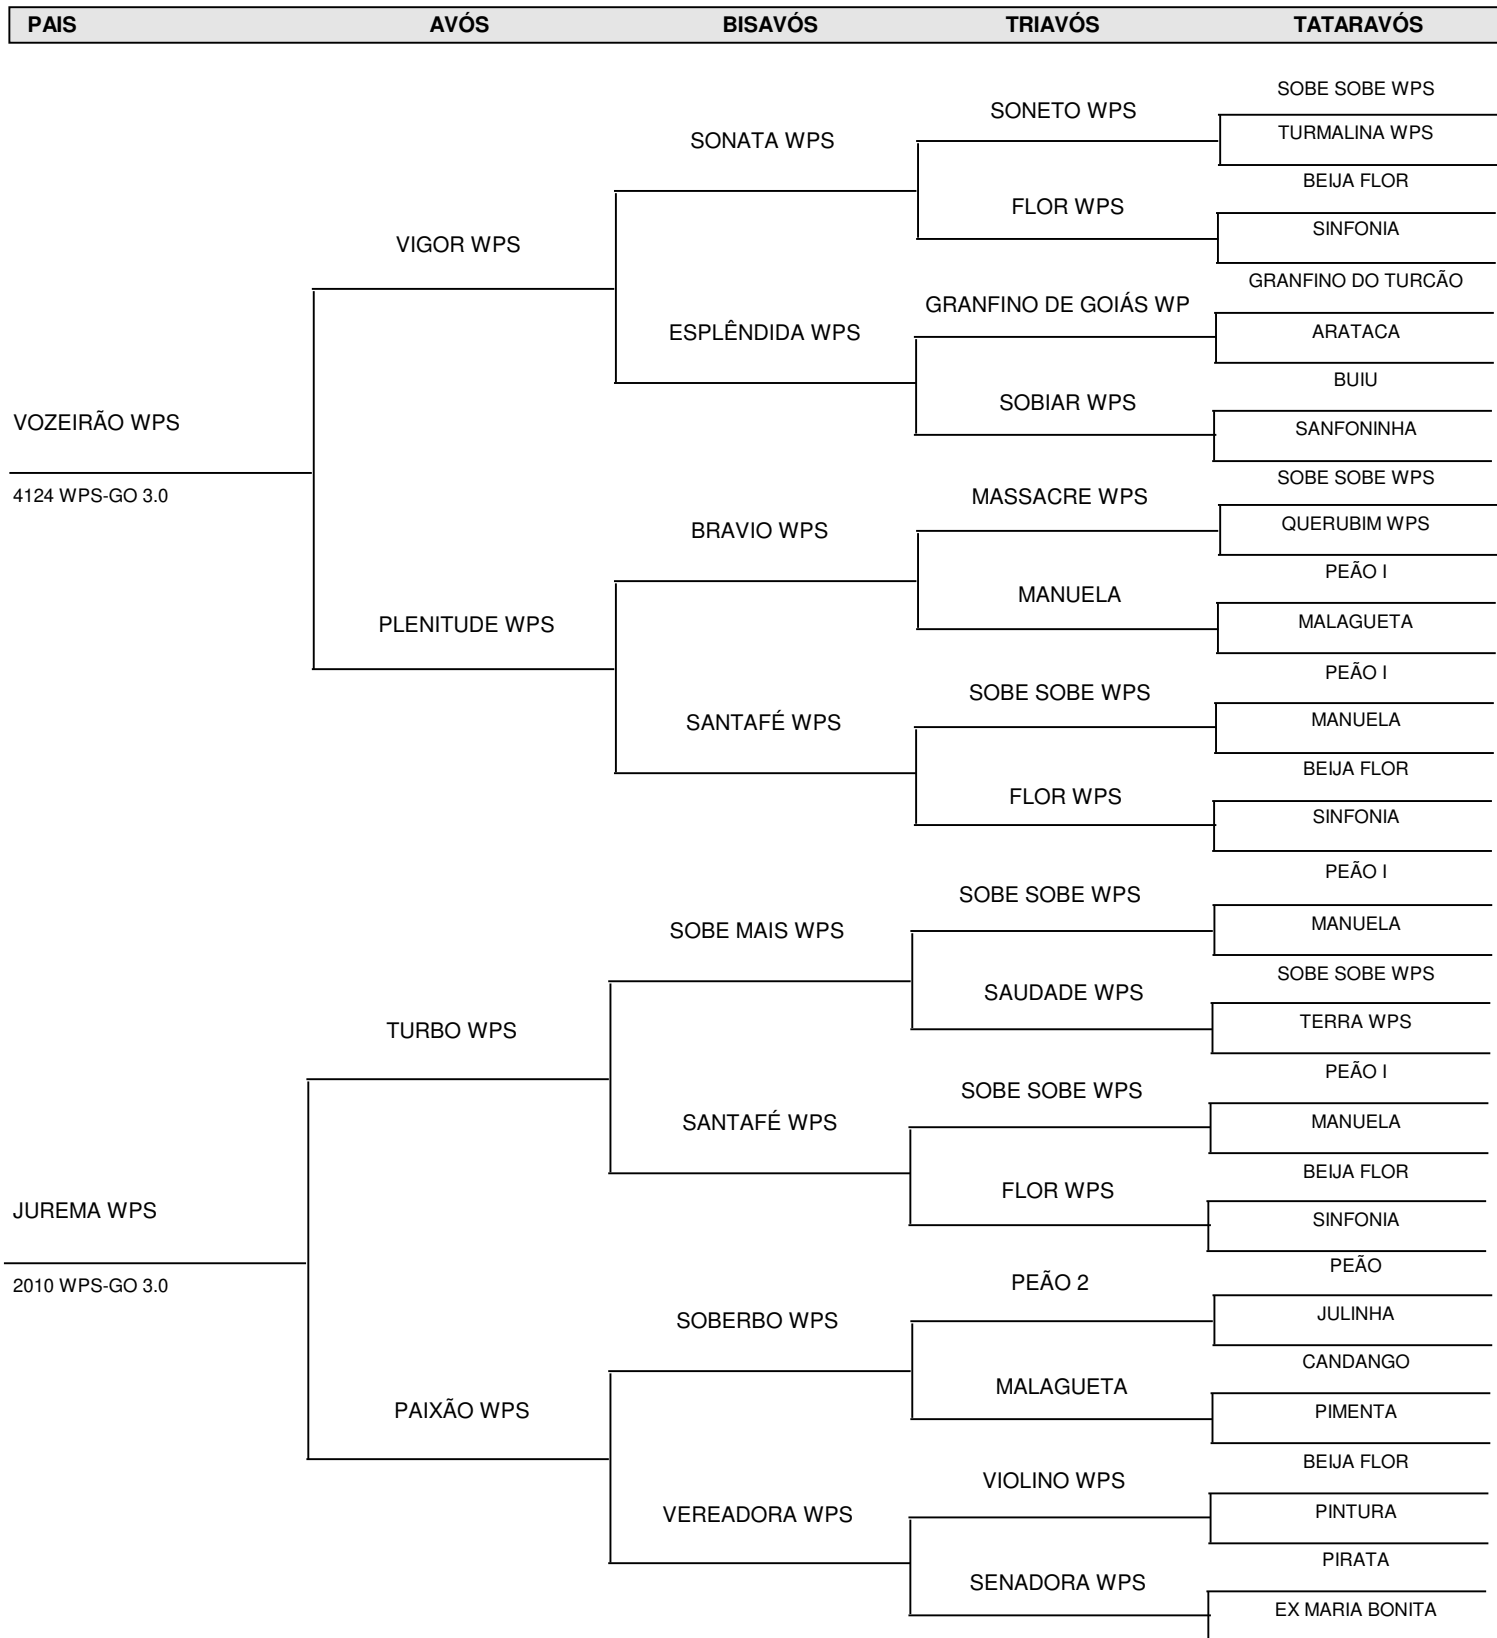 PAIS AVÓS BISAVÓS TRIAVÓS TATARAVÓS
SOBE SOBE WPS
SONETO WPS
TURMALINA WPS
SONATA WPS
BEIJA FLOR
FLOR WPS
SINFONIA
VIGOR WPS
GRANFINO DO TURCÃO
GRANFINO DE GOIÁS WP
ARATACA
ESPLÊNDIDA WPS
BUIU
SOBIAR WPS
SANFONINHA
VOZEIRÃO WPS
4124 WPS-GO 3.0
SOBE SOBE WPS
MASSACRE WPS
QUERUBIM WPS
BRAVIO WPS
PEÃO I
MANUELA
MALAGUETA
PLENITUDE WPS
PEÃO I
SOBE SOBE WPS
MANUELA
SANTAFÉ WPS
BEIJA FLOR
FLOR WPS
SINFONIA
PEÃO I
SOBE SOBE WPS
MANUELA
SOBE MAIS WPS
SOBE SOBE WPS
SAUDADE WPS
TERRA WPS
TURBO WPS
PEÃO I
SOBE SOBE WPS
MANUELA
SANTAFÉ WPS
BEIJA FLOR
FLOR WPS
SINFONIA
JUREMA WPS
2010 WPS-GO 3.0
PEÃO
PEÃO 2
JULINHA
SOBERBO WPS
CANDANGO
MALAGUETA
PIMENTA
PAIXÃO WPS
BEIJA FLOR
VIOLINO WPS
PINTURA
VEREADORA WPS
PIRATA
SENADORA WPS
EX MARIA BONITA